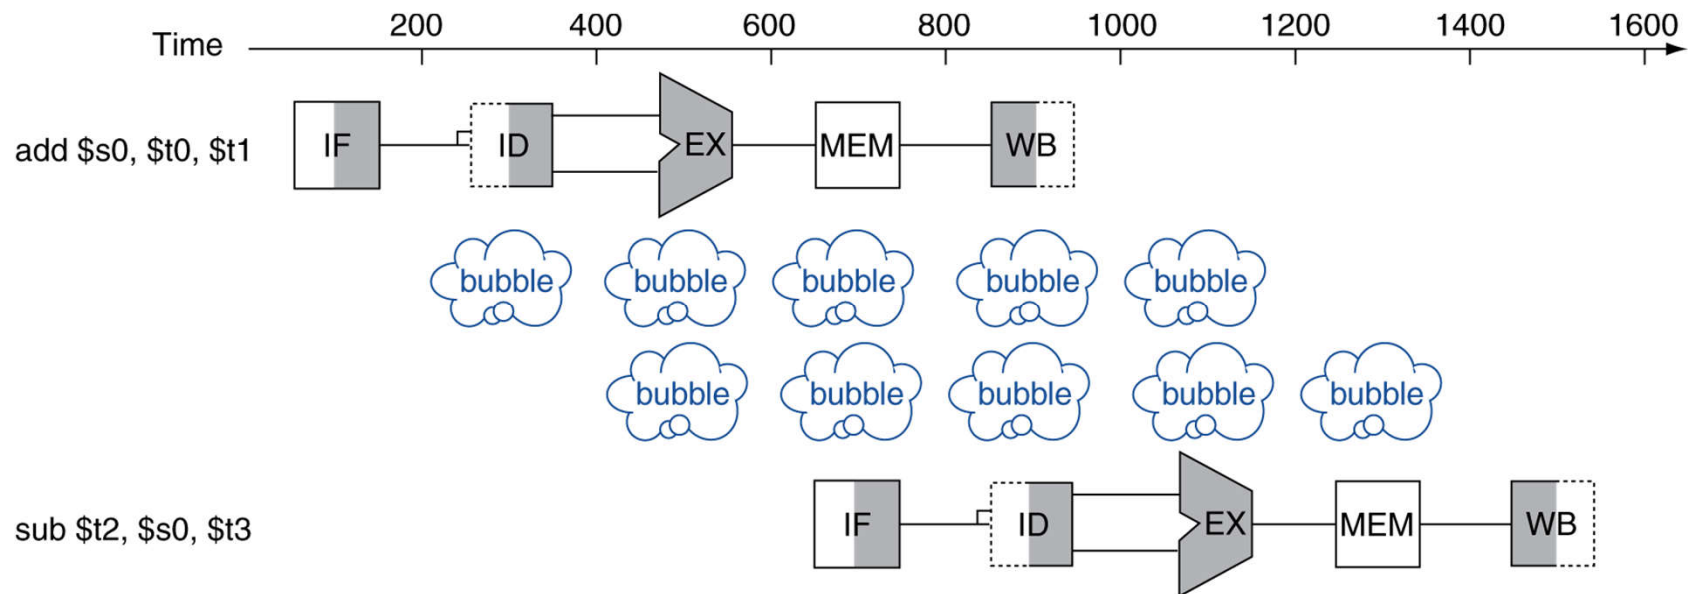 200 400 600 800 1000 1200 1400 1600
Time
add $s0, $t0, $t1 IF ID EX MEM WB
bubble bubble bubble bubble bubble
bubble bubble bubble bubble bubble
sub $t2, $s0, $t3 IF ID EX MEM WB